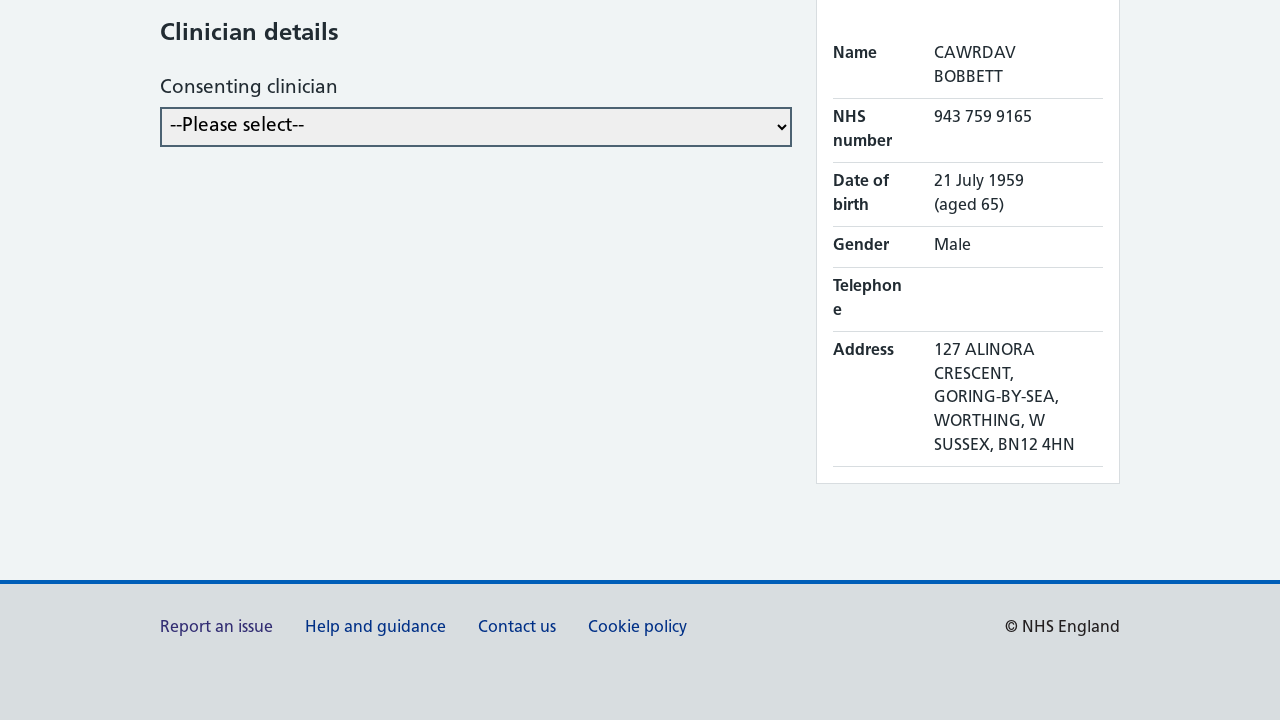 Clinician details
Consenting clinician
--Please select--
Name
CAWRDAV
BOBBETT
NHS
number
943 759 9165
Date of
birth
21 July 1959
(aged 65)
Gender
Male
Telephon
e
Address
127 ALINORA
CRESCENT,
GORING-BY-SEA,
WORTHING, W
SUSSEX, BN12 4HN
Report an issue
Help and guidance
Contact us
Cookie policy
© NHS England